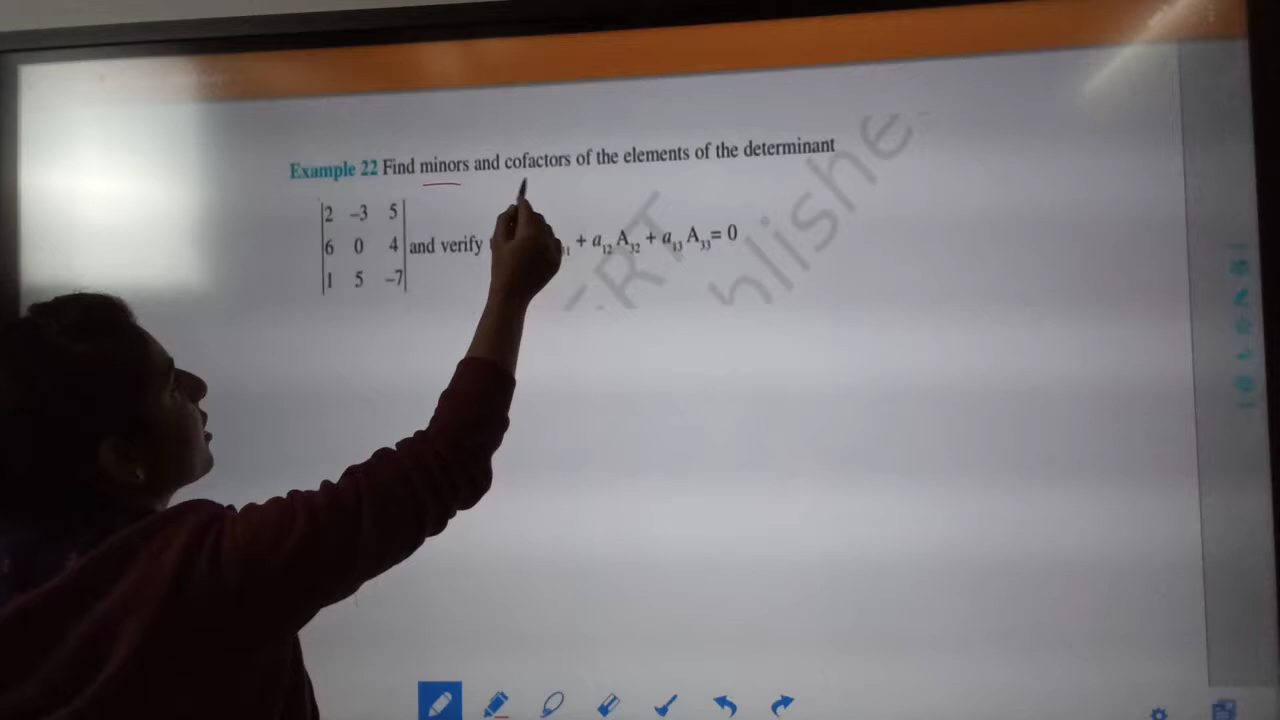 Example 22 Find minors and cofactors of the elements of the determinant
|2 –3 5|
|6 0 4| and verify + a₁₂ A₃₂ + a₁₃ A₃₃= 0
|1 5 –7|